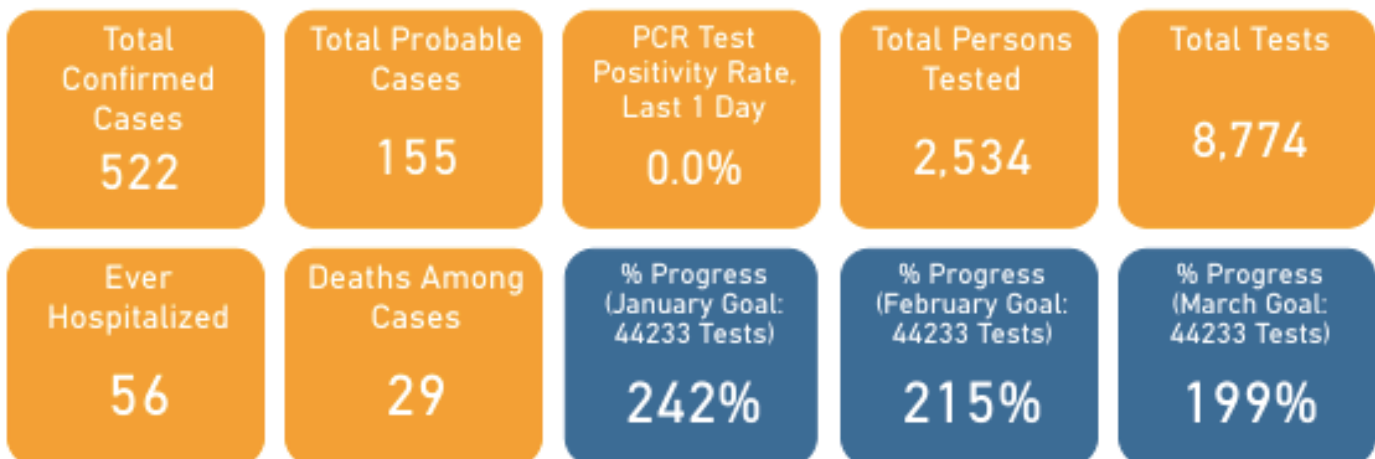 Total
Confirmed
Cases
522
Total Probable
Cases
155
PCR Test
Positivity Rate,
Last 1 Day
0.0%
Total Persons
Tested
2,534
Total Tests
8,774
Ever
Hospitalized
56
Deaths Among
Cases
29
% Progress
(January Goal:
44233 Tests)
242%
% Progress
(February Goal:
44233 Tests)
215%
% Progress
(March Goal:
44233 Tests)
199%